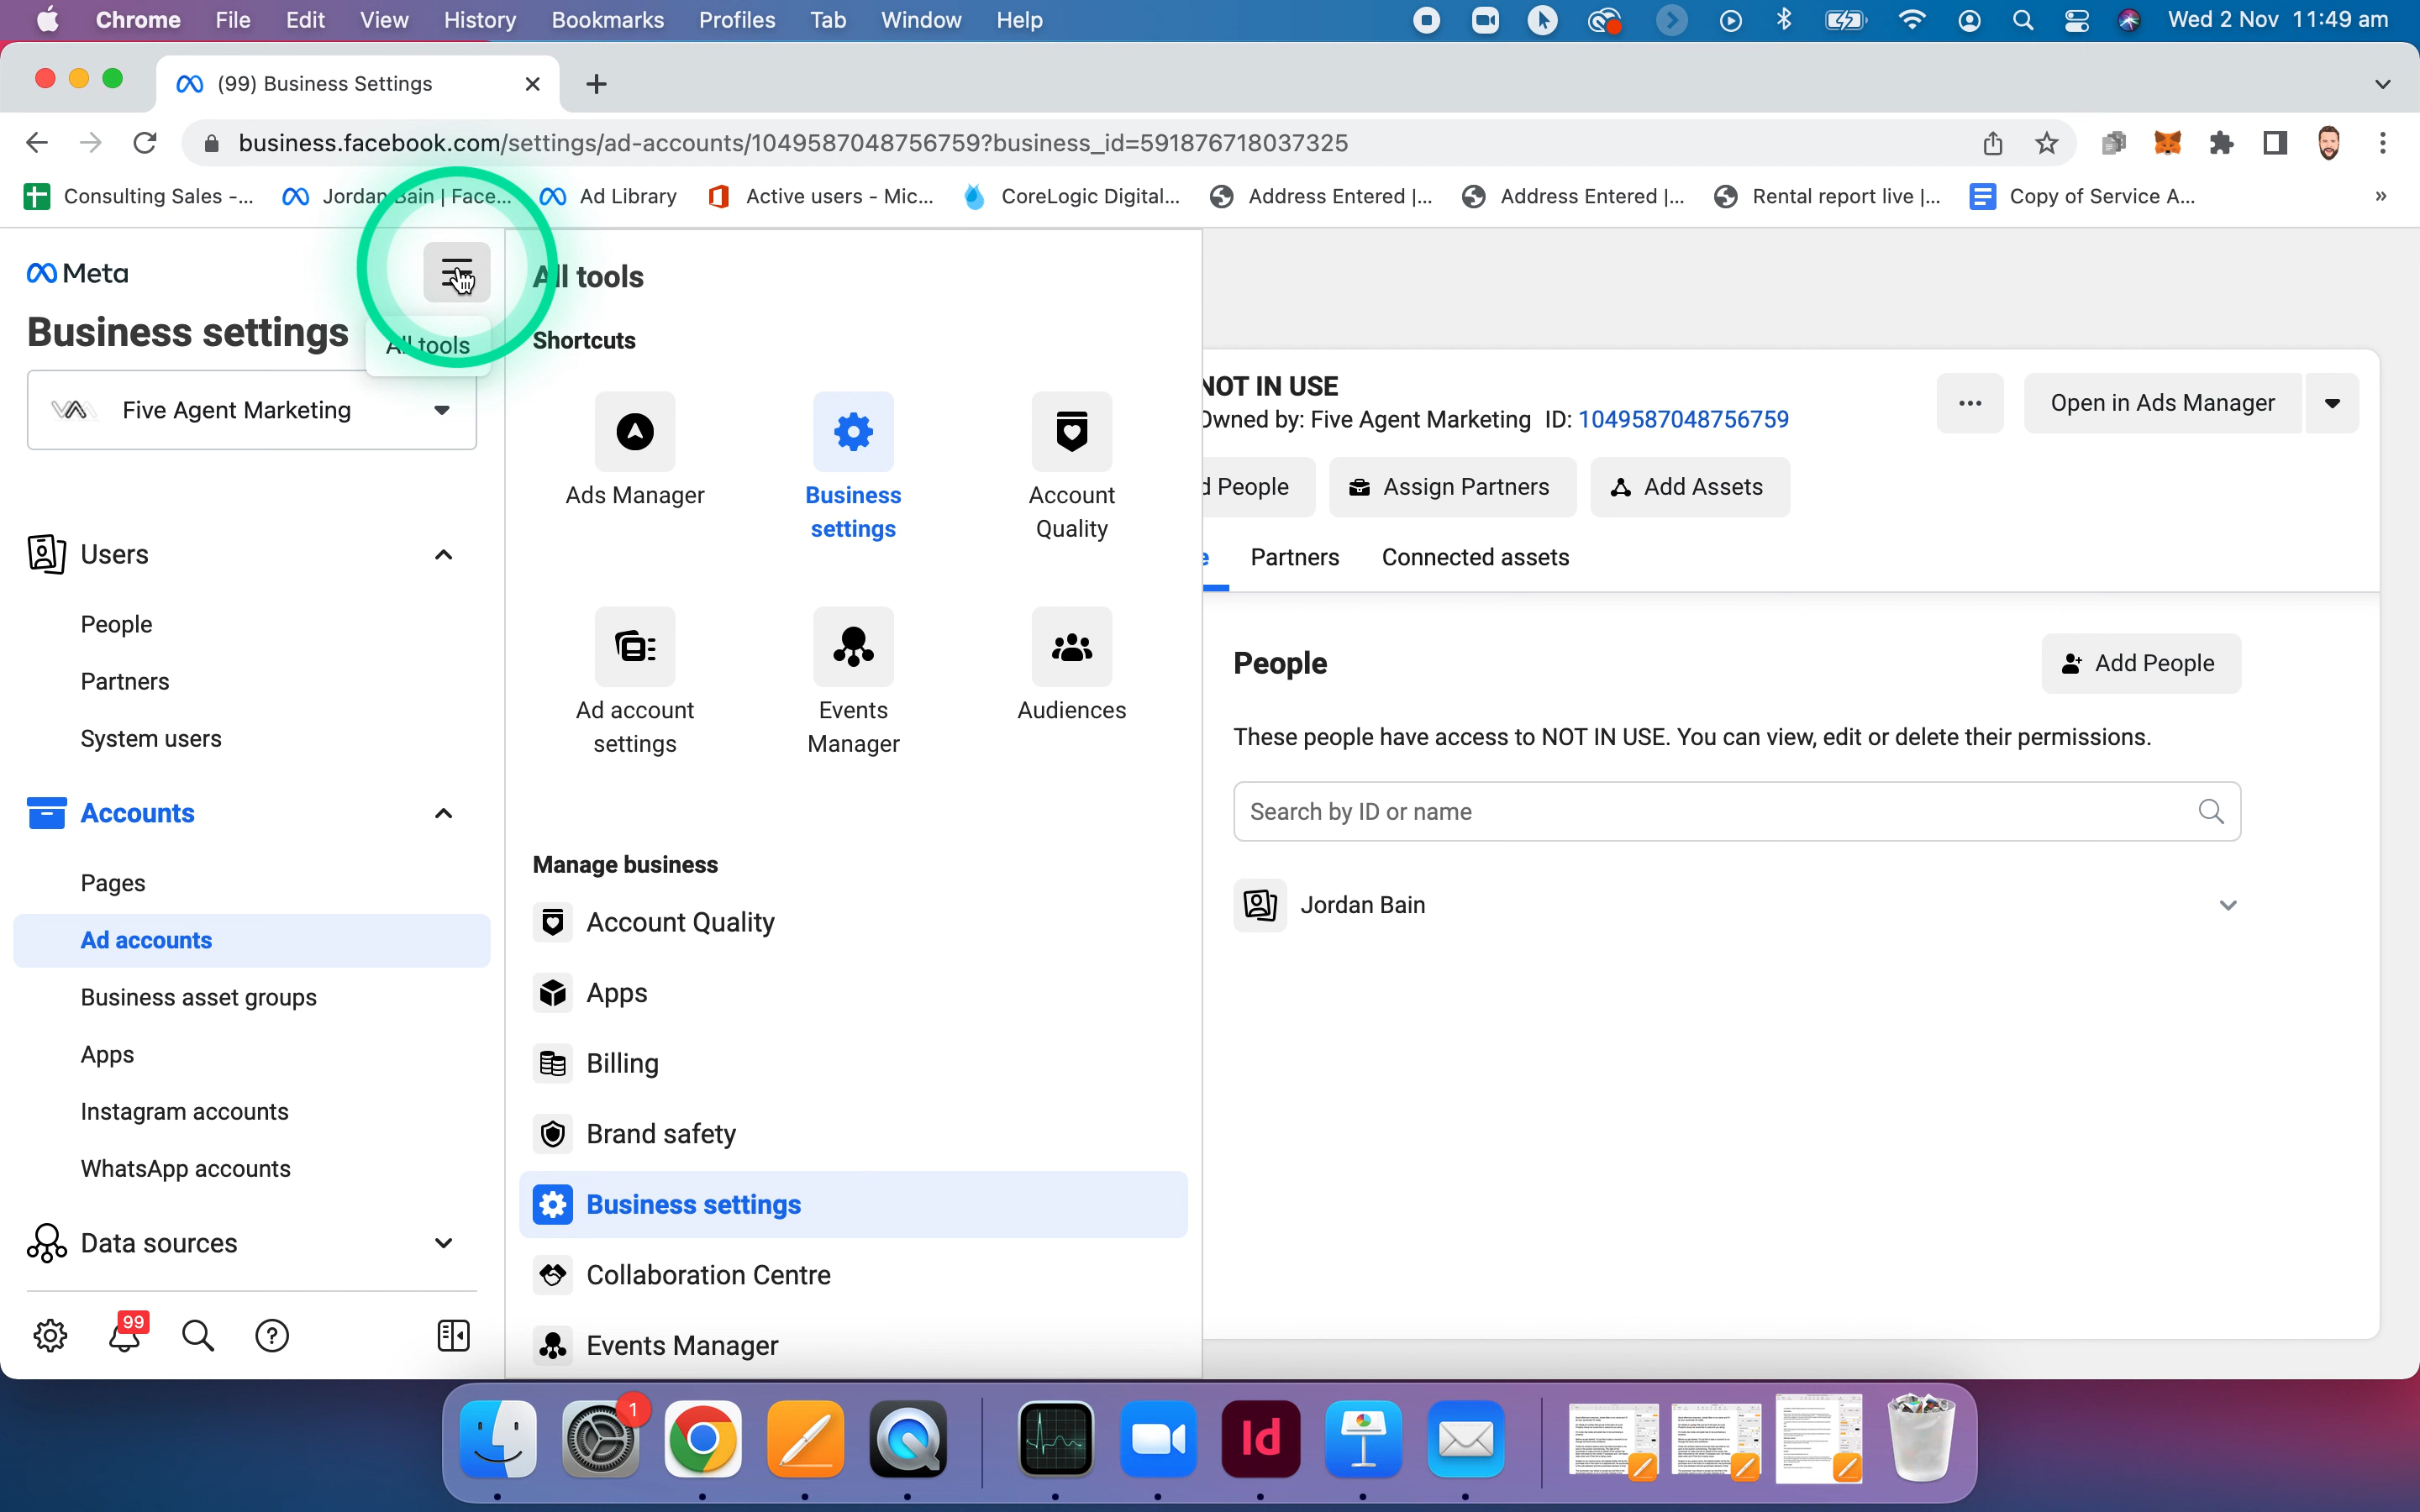 Chrome File Edit View History Bookmarks Profiles Tab Window Help Wed 2 Nov 11:49 am
(99) Business Settings
business.facebook.com/settings/ad-accounts/1049587048756759?business_id=591876718037325
Consulting Sales -... Jordan Bain | Face... Ad Library Active users - Mic... CoreLogic Digital... Address Entered |... Address Entered |... Rental report live |... Copy of Service A... »
Meta
Business settings
All tools
Five Agent Marketing
Users
People
Partners
System users
Accounts
Pages
Ad accounts
Business asset groups
Apps
Instagram accounts
WhatsApp accounts
Data sources
99
All tools
Shortcuts
Ads Manager
Business
settings
Account
Quality
Ad account
settings
Events
Manager
Audiences
Manage business
Account Quality
Apps
Billing
Brand safety
Business settings
Collaboration Centre
Events Manager
NOT IN USE
Owned by: Five Agent Marketing ID: 1049587048756759
Open in Ads Manager
d People Assign Partners Add Assets
e Partners Connected assets
People
Add People
These people have access to NOT IN USE. You can view, edit or delete their permissions.
Search by ID or name
Jordan Bain
1
Id